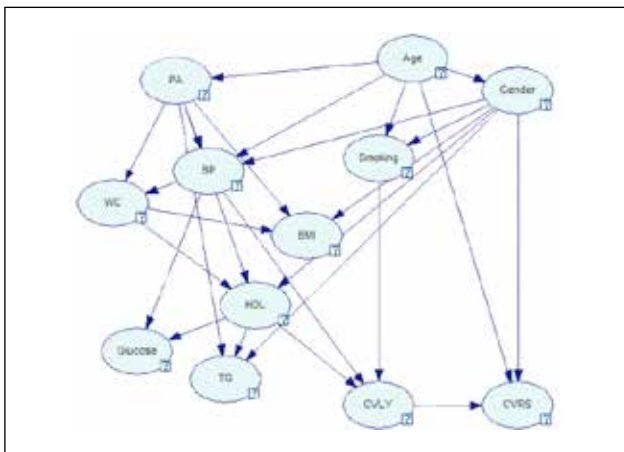 Age
PA
Gender
Smoking
BP
WC
BMI
HDL
Glucose
TG
CVLY
CVRS